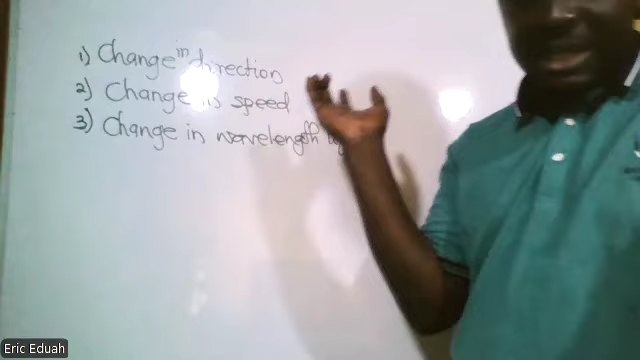 1) Change in direction
2) Change in speed
3) Change in wavelength
Eric Eduah